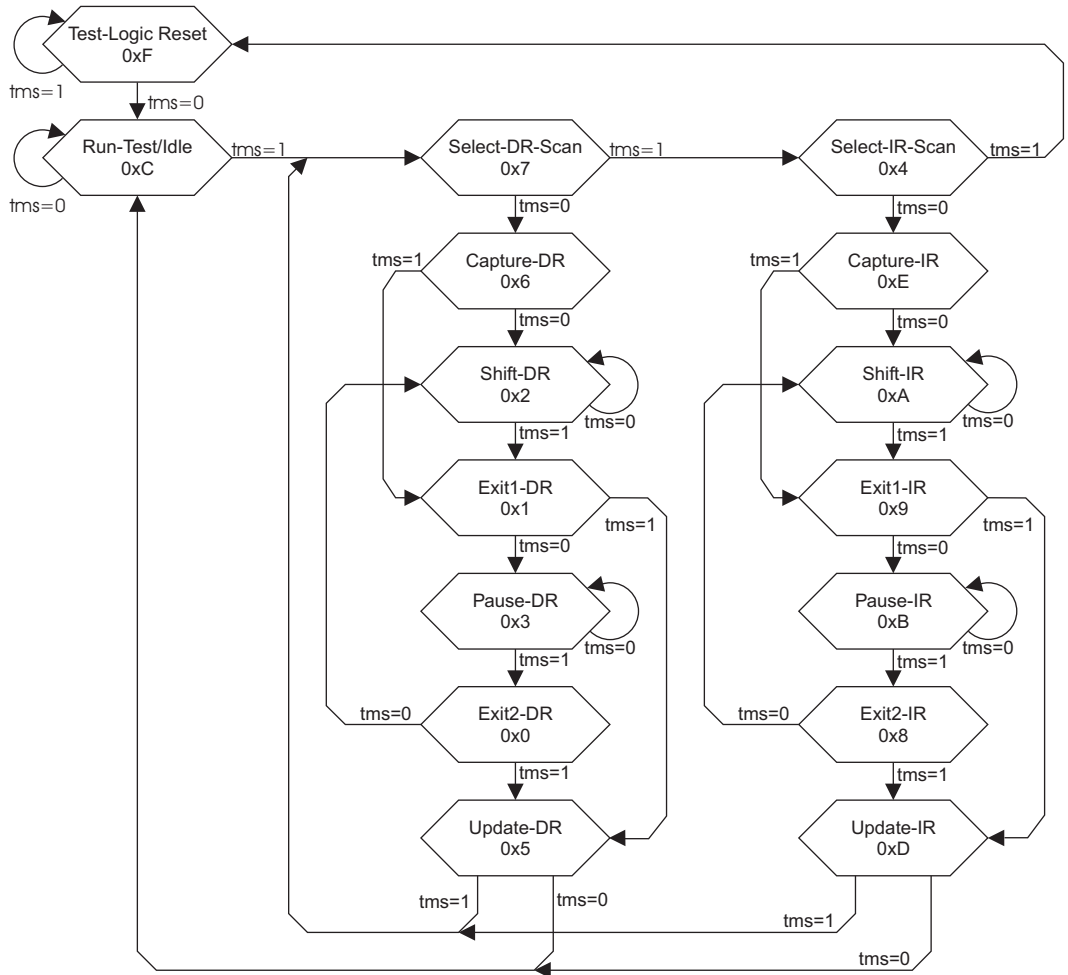 Test-Logic Reset
0xF
tms=1
tms=0
Run-Test/Idle
0xC
tms=1
Select-DR-Scan
0x7
tms=1
Select-IR-Scan
0x4
tms=1
tms=0
tms=0
tms=0
tms=1
Capture-DR
0x6
tms=1
Capture-IR
0xE
tms=0
tms=0
Shift-DR
0x2
Shift-IR
0xA
tms=0
tms=0
tms=1
tms=1
Exit1-DR
0x1
Exit1-IR
0x9
tms=1
tms=1
tms=0
tms=0
Pause-DR
0x3
Pause-IR
0xB
tms=0
tms=0
tms=1
tms=1
tms=0
Exit2-DR
0x0
tms=0
Exit2-IR
0x8
tms=1
tms=1
Update-DR
0x5
Update-IR
0xD
tms=1
tms=0
tms=1
tms=0